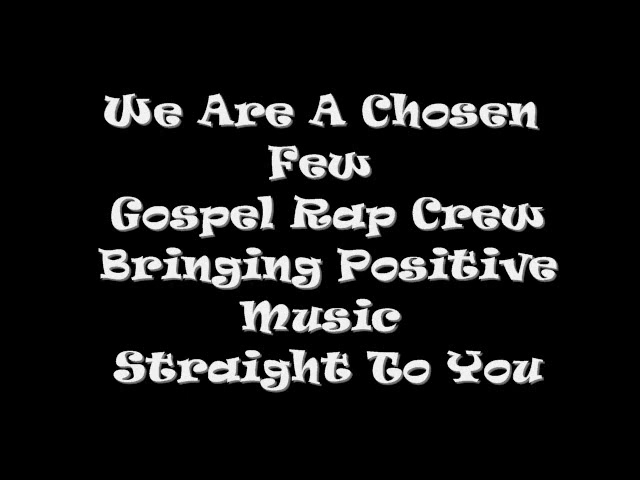 We Are A Chosen
Few
Gospel Rap Crew
Bringing Positive
Music
Straight To You